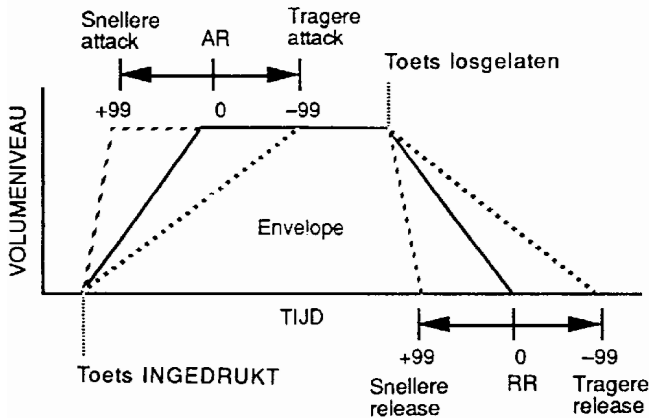 Snellere attack
AR
Tragere attack
+99
0
–99
Toets losgelaten
VOLUMENIVEAU
Envelope
TIJD
Toets INGEDRUKT
+99
0
–99
Snellere release
RR
Tragere release